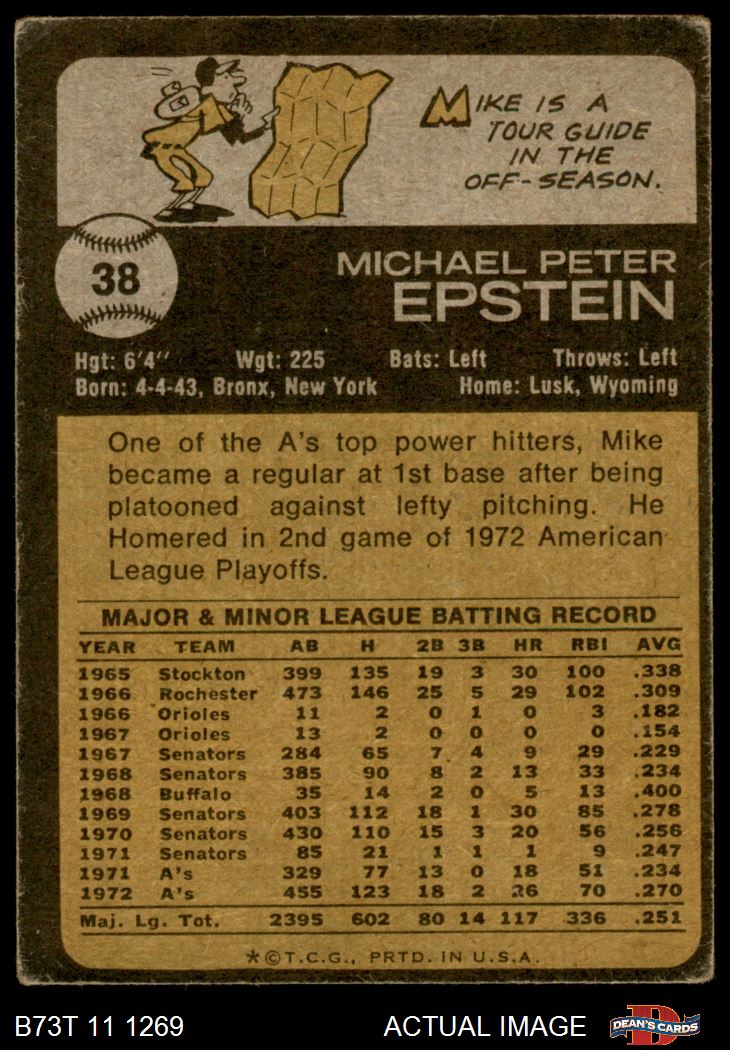 MIKE IS A
TOUR GUIDE
IN THE
OFF-SEASON.
38
MICHAEL PETER
EPSTEIN
Hgt: 6'4" Wgt: 225 Bats: Left Throws: Left
Born: 4-4-43, Bronx, New York Home: Lusk, Wyoming
One of the A's top power hitters, Mike
became a regular at 1st base after being
platooned against lefty pitching. He
Homered in 2nd game of 1972 American
League Playoffs.
MAJOR & MINOR LEAGUE BATTING RECORD
YEAR TEAM AB H 2B 3B HR RBI AVG
1965 Stockton 399 135 19 3 30 100 .338
1966 Rochester 473 146 25 5 29 102 .309
1966 Orioles 11 2 0 1 0 3 .182
1967 Orioles 13 2 0 0 0 0 .154
1967 Senators 284 65 7 4 9 29 .229
1968 Senators 385 90 8 2 13 33 .234
1968 Buffalo 35 14 2 0 5 13 .400
1969 Senators 403 112 18 1 30 85 .278
1970 Senators 430 110 15 3 20 56 .256
1971 Senators 85 21 1 1 1 9 .247
1971 A's 329 77 13 0 18 51 .234
1972 A's 455 123 18 2 26 70 .270
Maj. Lg. Tot. 2395 602 80 14 117 336 .251
*©T.C.G., PRTD. IN U.S.A.
B73T 11 1269 ACTUAL IMAGE DEAN'S CARDS